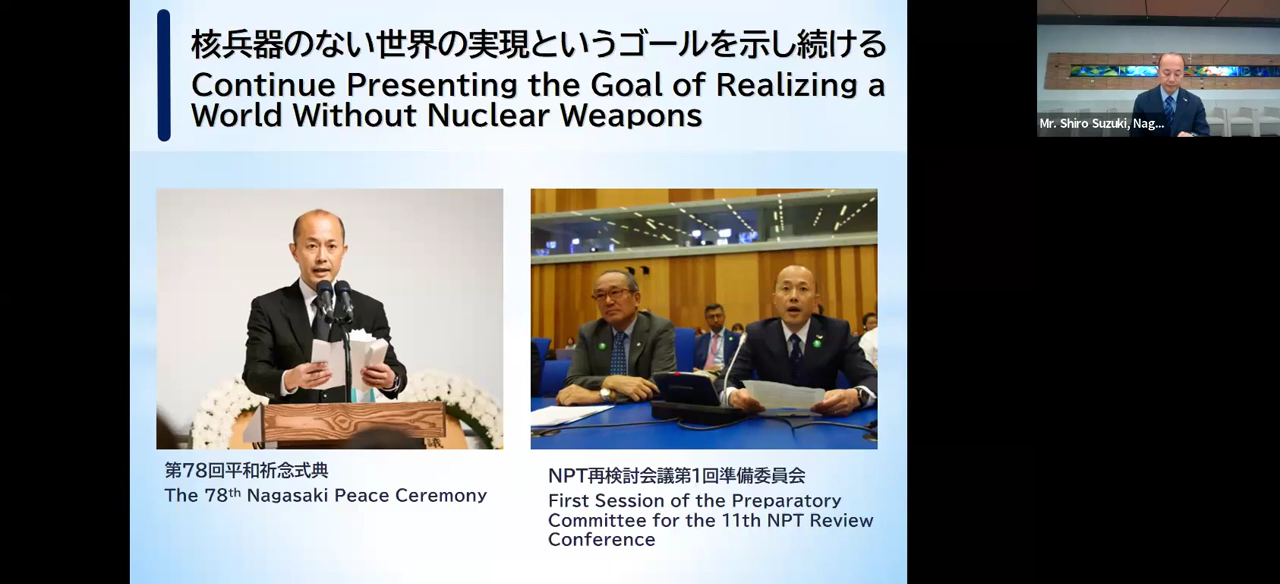 核兵器のない世界の実現というゴールを示し続ける
Continue Presenting the Goal of Realizing a
World Without Nuclear Weapons
Mr. Shiro Suzuki, Nag...
第78回平和祈念式典
The 78th Nagasaki Peace Ceremony
NPT再検討会議第1回準備委員会
First Session of the Preparatory
Committee for the 11th NPT Review
Conference